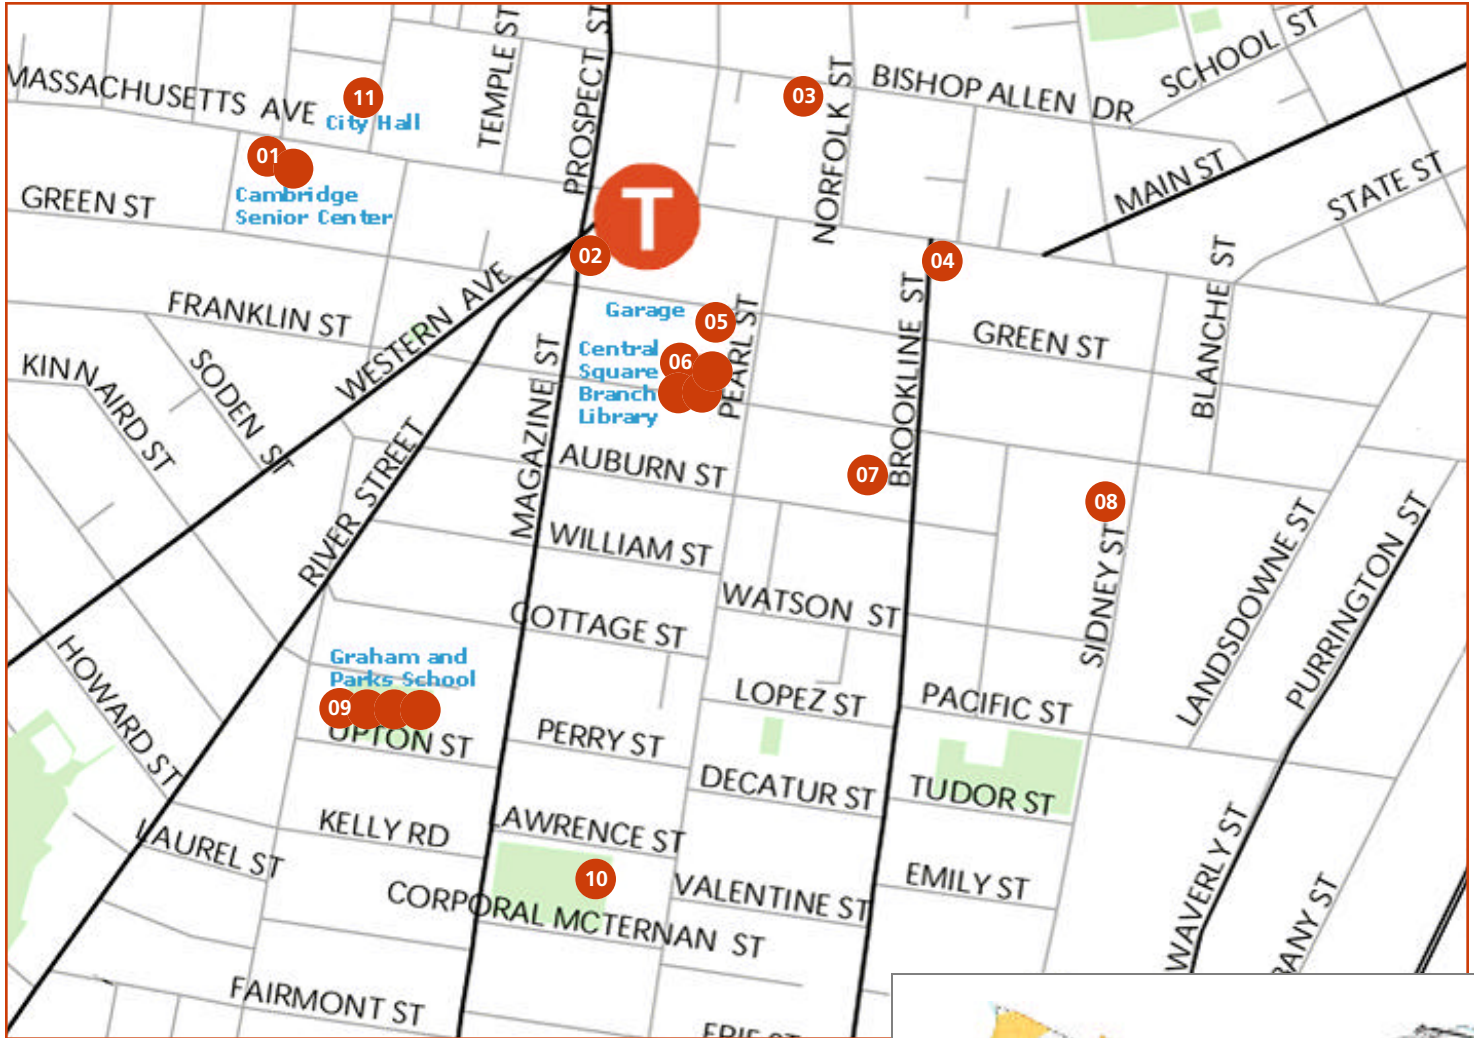 TEMPLE ST
PROSPECT ST
SCHOOL ST
MASSACHUSETTS AVE
11
City Hall
03
NORFOLK ST
BISHOP ALLEN DR
MAIN ST
STATE ST
01
Cambridge
Senior Center
GREEN ST
T
02
04
WESTERN AVE
FRANKLIN ST
Garage
05
PEARL ST
BROOKLINE ST
GREEN ST
BLANCHE ST
KINNAIRD ST
SODEN ST
MAGAZINE ST
Central
Square
Branch
Library
06
RIVER STREET
AUBURN ST
07
08
WILLIAM ST
SIDNEY ST
LANDSDOWNE ST
PURRINGTON ST
WATSON ST
COTTAGE ST
HOWARD ST
Graham and
Parks School
09
UPTON ST
LOPEZ ST
PACIFIC ST
PERRY ST
DECATUR ST
TUDOR ST
KELLY RD
LAWRENCE ST
LAUREL ST
10
VALENTINE ST
EMILY ST
WAVERLY ST
CORPORAL MCTERNAN ST
BANY ST
FAIRMONT ST
ERIE ST